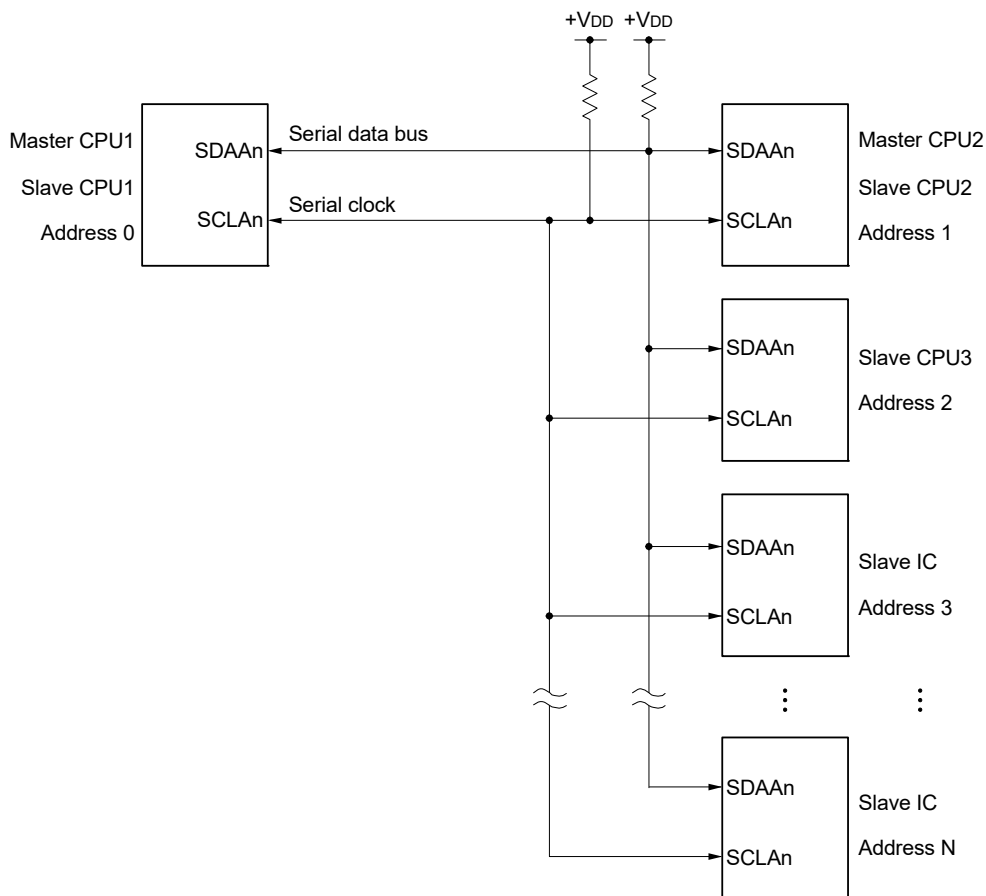 +VDD +VDD
Master CPU1
Slave CPU1
Address 0
SDAAn
SCLAn
Serial data bus
Serial clock
SDAAn
SCLAn
Master CPU2
Slave CPU2
Address 1
SDAAn
SCLAn
Slave CPU3
Address 2
SDAAn
SCLAn
Slave IC
Address 3
SDAAn
SCLAn
Slave IC
Address N